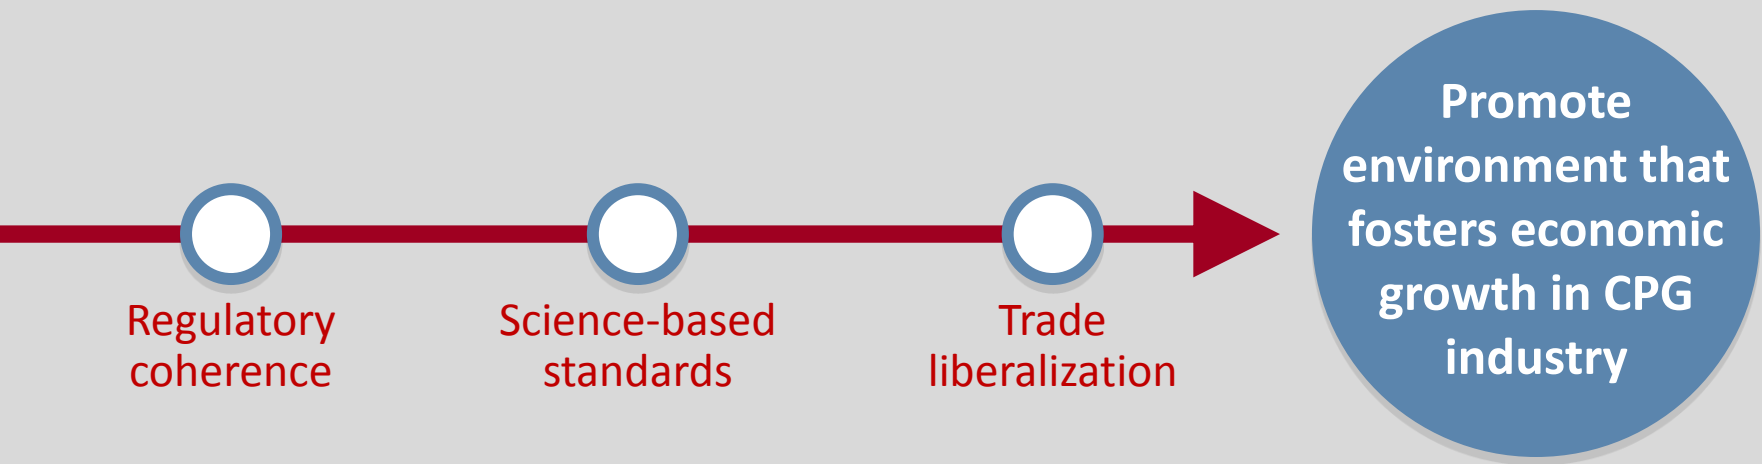 Regulatory
coherence
Science-based
standards
Trade
liberalization
Promote
environment that
fosters economic
growth in CPG
industry